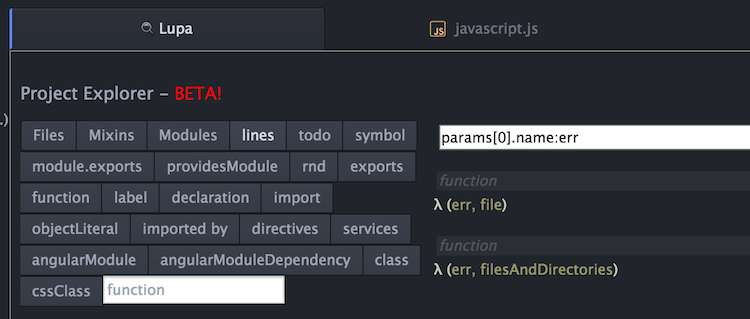 Lupa
JS javascript.js
.)
Project Explorer – BETA!
Files Mixins Modules lines todo symbol
module.exports providesModule rnd exports
function label declaration import
objectLiteral imported by directives services
angularModule angularModuleDependency class
cssClass function
params[0].name:err
function
λ (err, file)
function
λ (err, filesAndDirectories)